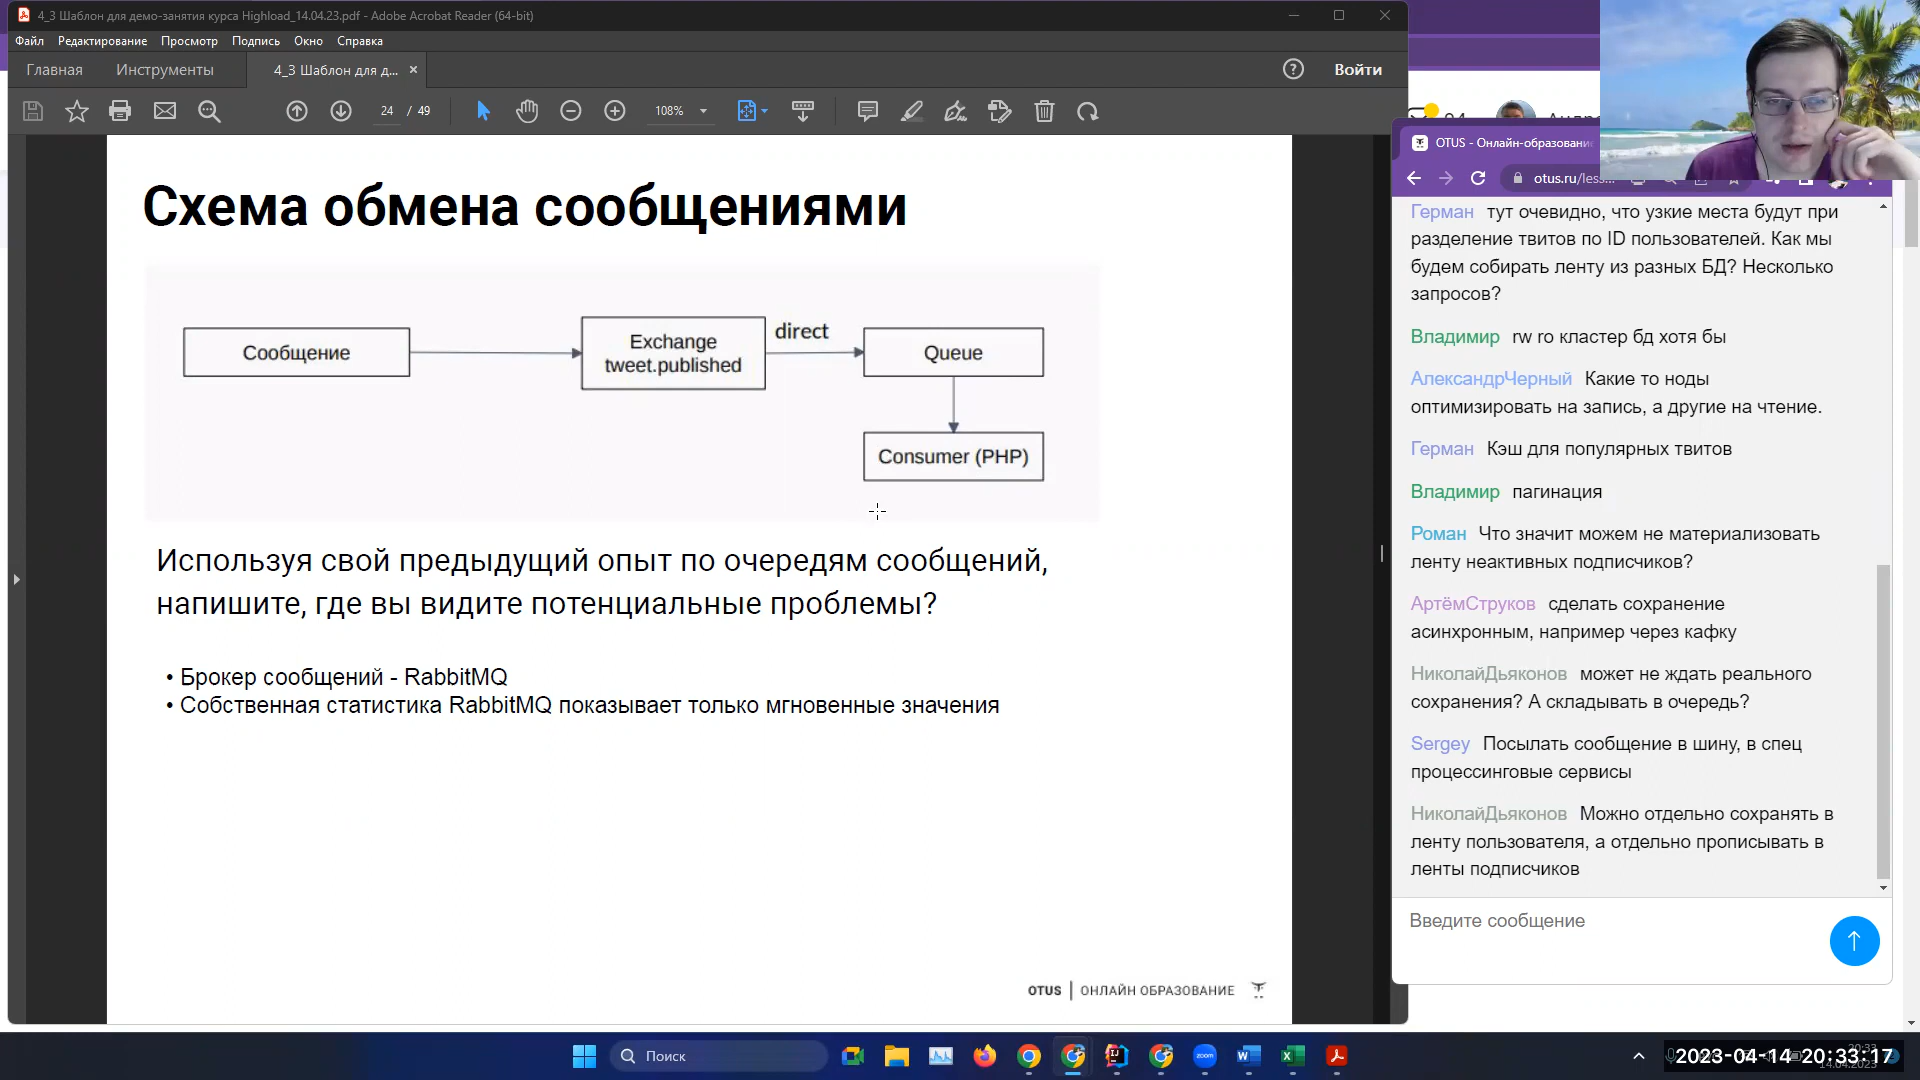 4_3 Шаблон для демо-занятия курса Highload_14.04.23.pdf - Adobe Acrobat Reader (64-bit)
Файл Редактирование Просмотр Подпись Окно Справка
Главная Инструменты 4_3 Шаблон для д... × Войти
24 / 49 108%
Схема обмена сообщениями
Сообщение
Exchange
tweet.published
direct
Queue
Consumer (PHP)
Используя свой предыдущий опыт по очередям сообщений,
напишите, где вы видите потенциальные проблемы?
• Брокер сообщений - RabbitMQ
• Собственная статистика RabbitMQ показывает только мгновенные значения
OTUS | ОНЛАЙН ОБРАЗОВАНИЕ
OTUS - Онлайн-образование
otus.ru/less...
Герман тут очевидно, что узкие места будут при
разделение твитов по ID пользователей. Как мы
будем собирать ленту из разных БД? Несколько
запросов?
Владимир rw ro кластер бд хотя бы
АлександрЧерный Какие то ноды
оптимизировать на запись, а другие на чтение.
Герман Кэш для популярных твитов
Владимир пагинация
Роман Что значит можем не материализовать
ленту неактивных подписчиков?
АртёмСтруков сделать сохранение
асинхронным, например через кафку
НиколайДьяконов может не ждать реального
сохранения? А складывать в очередь?
Sergey Посылать сообщение в шину, в спец
процессинговые сервисы
НиколайДьяконов Можно отдельно сохранять в
ленту пользователя, а отдельно прописывать в
ленты подписчиков
Введите сообщение
Поиск
zoom
2023-04-14 20:33:17